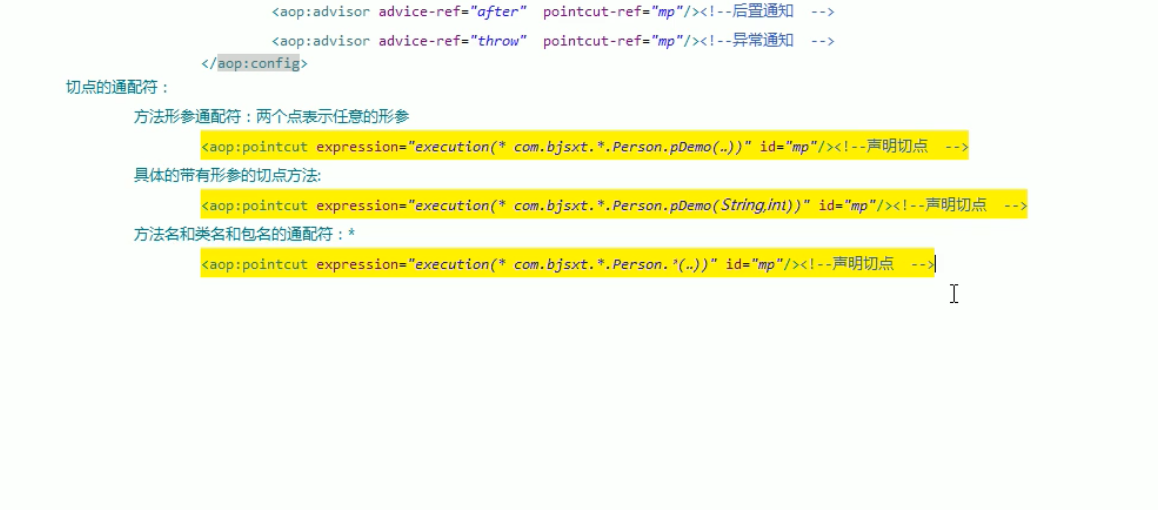 <aop:advisor advice-ref="after" pointcut-ref="mp"/><!--后置通知 -->
<aop:advisor advice-ref="throw" pointcut-ref="mp"/><!--异常通知 -->
</aop:config>
切点的通配符：
方法形参通配符：两个点表示任意的形参
<aop:pointcut expression="execution(* com.bjsxt.*.Person.pDemo(..))" id="mp"/><!--声明切点 -->
具体的带有形参的切点方法:
<aop:pointcut expression="execution(* com.bjsxt.*.Person.pDemo(String,int))" id="mp"/><!--声明切点 -->
方法名和类名和包名的通配符：*
<aop:pointcut expression="execution(* com.bjsxt.*.Person.*(..))" id="mp"/><!--声明切点 -->